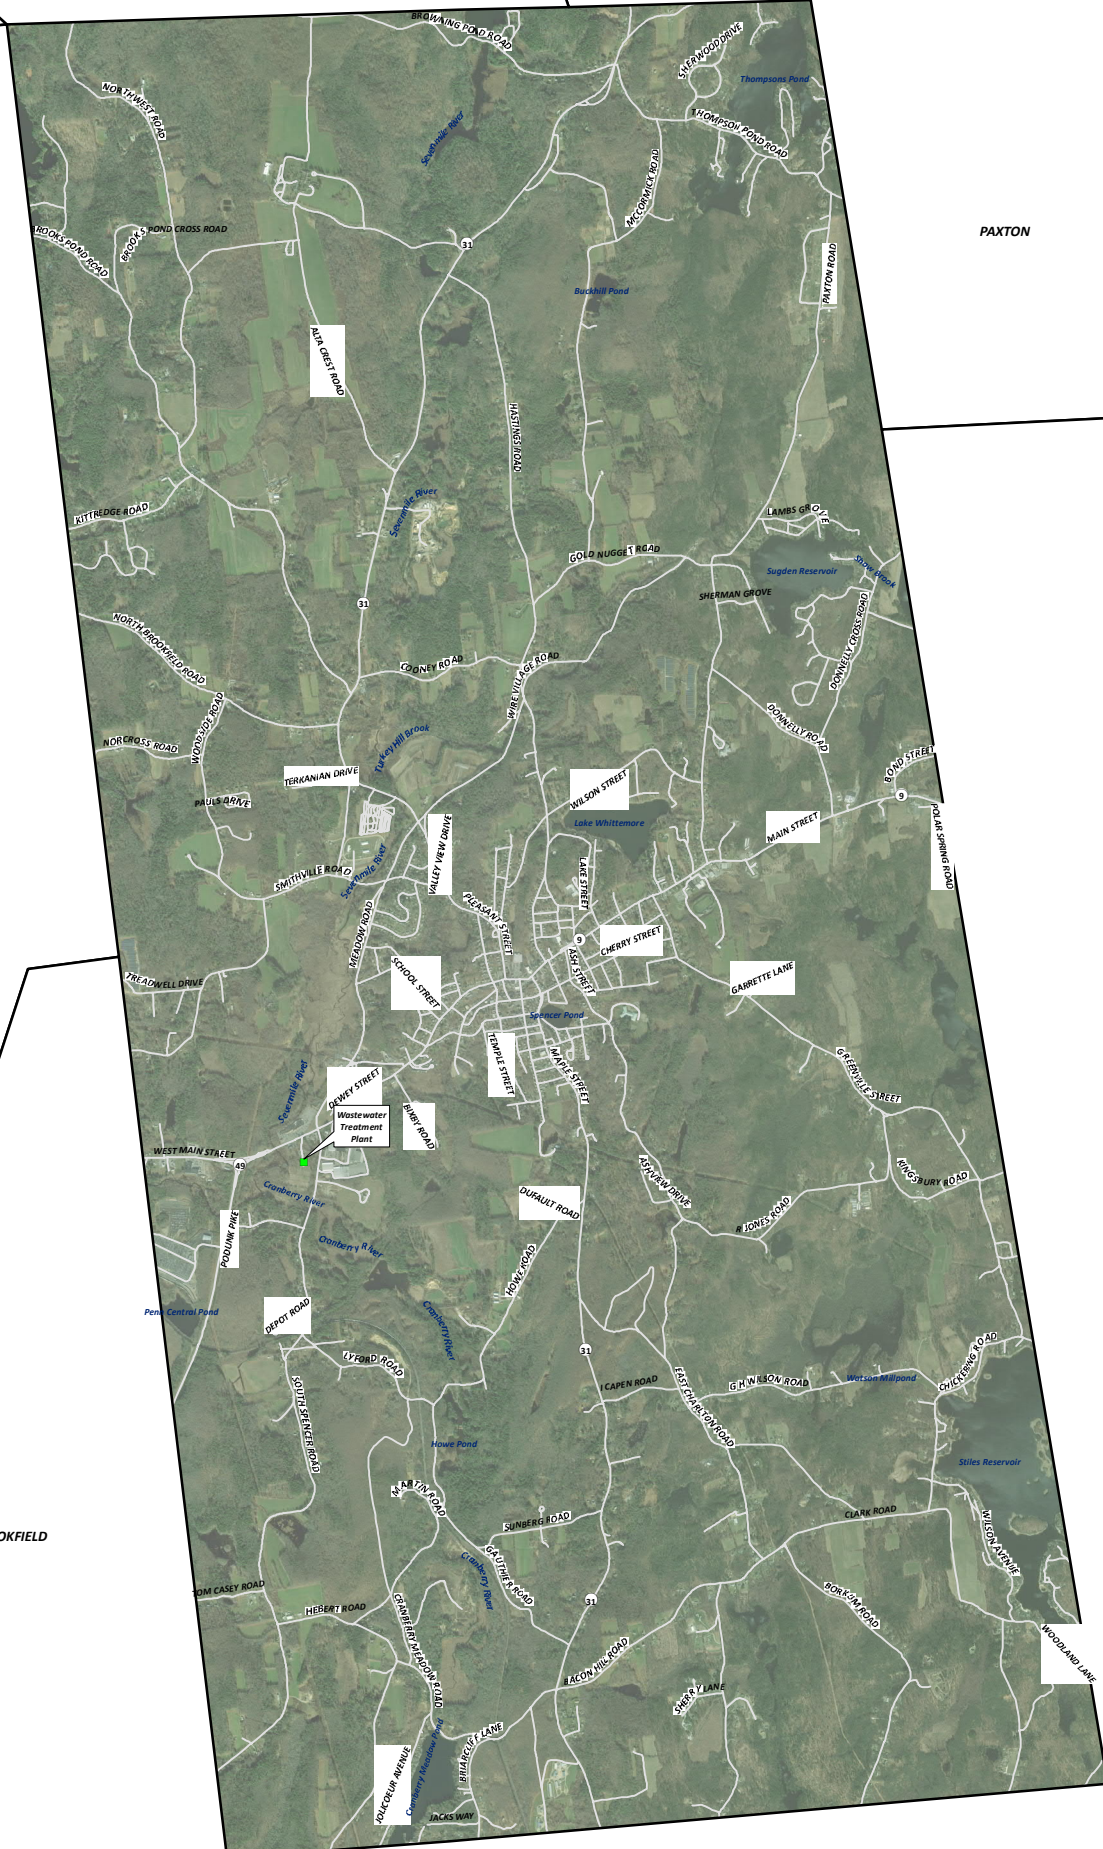 BROWNING POND ROAD
SHERWOOD DRIVE
Thompsons Pond
NORTHWEST ROAD
Sevenmile River
THOMPSON POND ROAD
MCCORMICK ROAD
BROOKS POND CROSS ROAD
BROOKS POND ROAD
PAXTON
31
PAXTON ROAD
Buckhill Pond
ALTA CREST ROAD
HASTINGS ROAD
Sevenmile River
KITTREDGE ROAD
LAMBS GROVE
GOLD NUGGET ROAD
Sugden Reservoir
Shaw Brook
SHERMAN GROVE
31
NORTH BROOKFIELD ROAD
DONNELLY CROSS ROAD
COONEY ROAD
WIRE VILLAGE ROAD
WOODSIDE ROAD
DONNELLY ROAD
NORCROSS ROAD
Turkey Hill Brook
BOND STREET
TERKANIAN DRIVE
WILSON STREET
9
PAULS DRIVE
Lake Whittemore
MAIN STREET
POLAR SPRING ROAD
VALLEY VIEW DRIVE
SMITHVILLE ROAD
Sevenmile River
LAKE STREET
PLEASANT STREET
MEADOW ROAD
9
CHERRY STREET
ASH STREET
SCHOOL STREET
GARRETTE LANE
TREADWELL DRIVE
Spencer Pond
TEMPLE STREET
MAPLE STREET
Sevenmile River
DEWEY STREET
GREENVILLE STREET
Wastewater
Treatment
Plant
BIXBY ROAD
WEST MAIN STREET
49
KINGSBURY ROAD
ASHVIEW DRIVE
Cranberry River
DUFAULT ROAD
R JONES ROAD
PODUNK PIKE
Cranberry River
HOWE ROAD
Penn Central Pond
DEPOT ROAD
Cranberry River
31
LYFORD ROAD
CHICKERING ROAD
Watson Millpond
G H WILSON ROAD
I CAPEN ROAD
EAST CHARLTON ROAD
SOUTH SPENCER ROAD
Howe Pond
Stiles Reservoir
MARTIN ROAD
CLARK ROAD
SUNBERG ROAD
WILSON AVENUE
OKFIELD
GAUTHIER ROAD
Cranberry River
TOM CASEY ROAD
BORKUM ROAD
31
HEBERT ROAD
CRANBERRY MEADOW ROAD
WOODLAND LANE
BACON HILL ROAD
SHERRY LANE
BRIARCLIFF LANE
Cranberry Meadow Pond
JOLICOEUR AVENUE
JACKS WAY